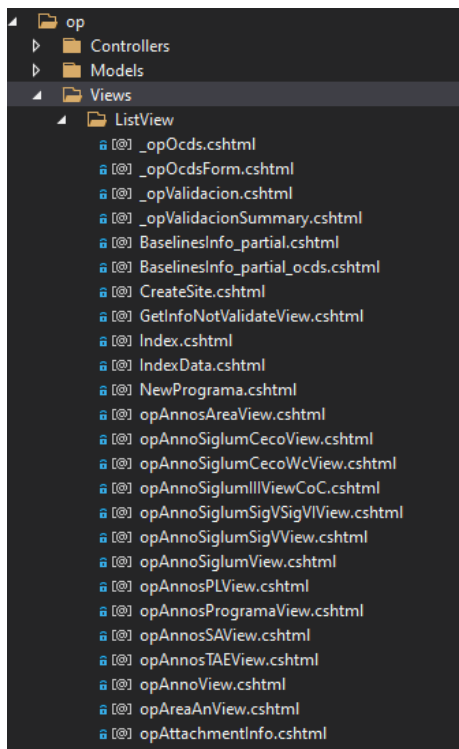 op
Controllers
Models
Views
ListView
_opOcds.cshtml
_opOcdsForm.cshtml
_opValidacion.cshtml
_opValidacionSummary.cshtml
BaselinesInfo_partial.cshtml
BaselinesInfo_partial_ocds.cshtml
CreateSite.cshtml
GetInfoNotValidateView.cshtml
Index.cshtml
IndexData.cshtml
NewPrograma.cshtml
opAnnosAreaView.cshtml
opAnnoSiglumCecoView.cshtml
opAnnoSiglumCecoWcView.cshtml
opAnnoSiglumIIIViewCoC.cshtml
opAnnoSiglumSigVSigVIView.cshtml
opAnnoSiglumSigVView.cshtml
opAnnoSiglumView.cshtml
opAnnosPLView.cshtml
opAnnosProgramaView.cshtml
opAnnosSAView.cshtml
opAnnosTAEView.cshtml
opAnnoView.cshtml
opAreaAnView.cshtml
opAttachmentInfo.cshtml